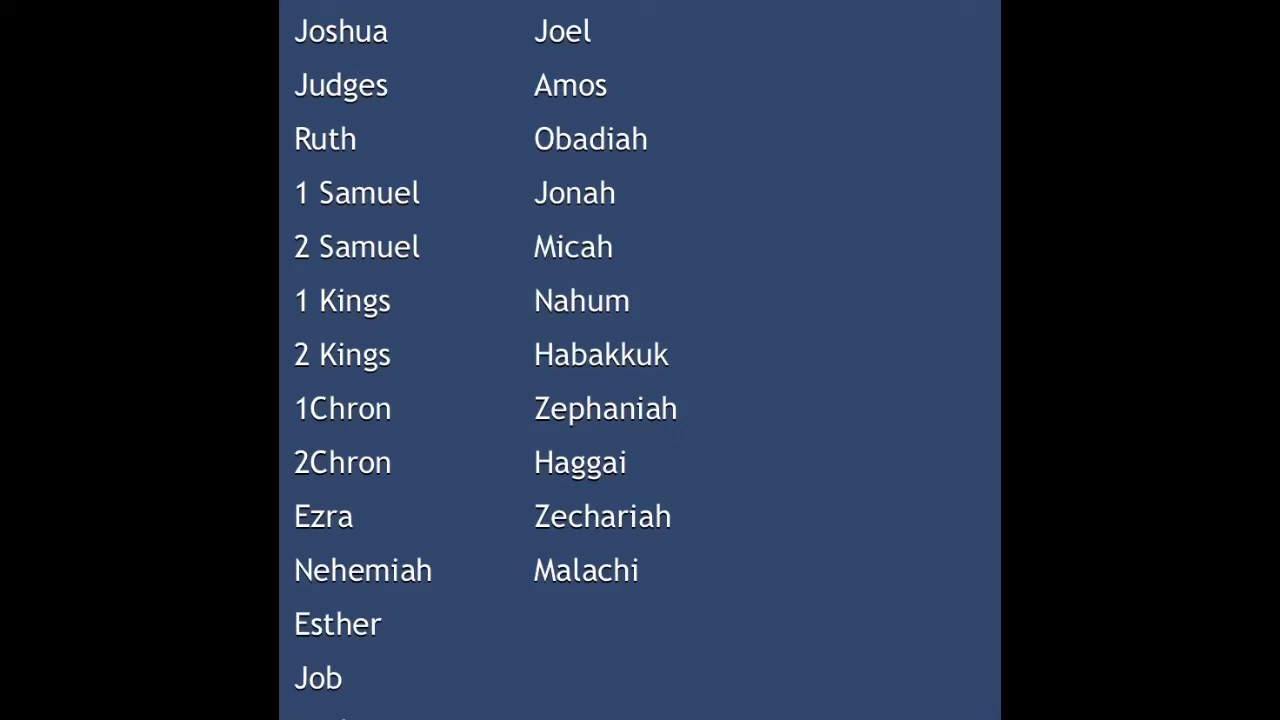 Joshua
Judges
Ruth
1 Samuel
2 Samuel
1 Kings
2 Kings
1Chron
2Chron
Ezra
Nehemiah
Esther
Job
Joel
Amos
Obadiah
Jonah
Micah
Nahum
Habakkuk
Zephaniah
Haggai
Zechariah
Malachi